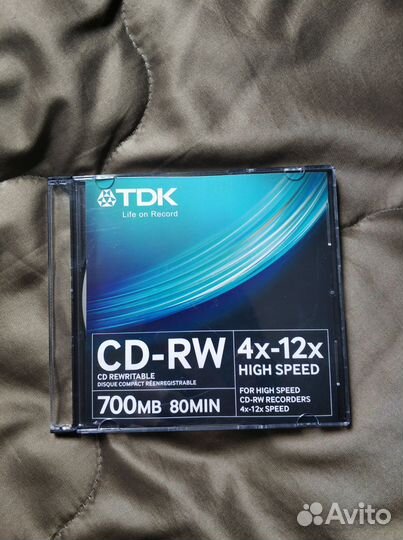 TDK
Life on Record
CD-RW
CD REWRITABLE
DISQUE COMPACT RÉENREGISTRABLE
700MB 80MIN
4x-12x
HIGH SPEED
FOR HIGH SPEED
CD-RW RECORDERS
4x-12x SPEED
Avito